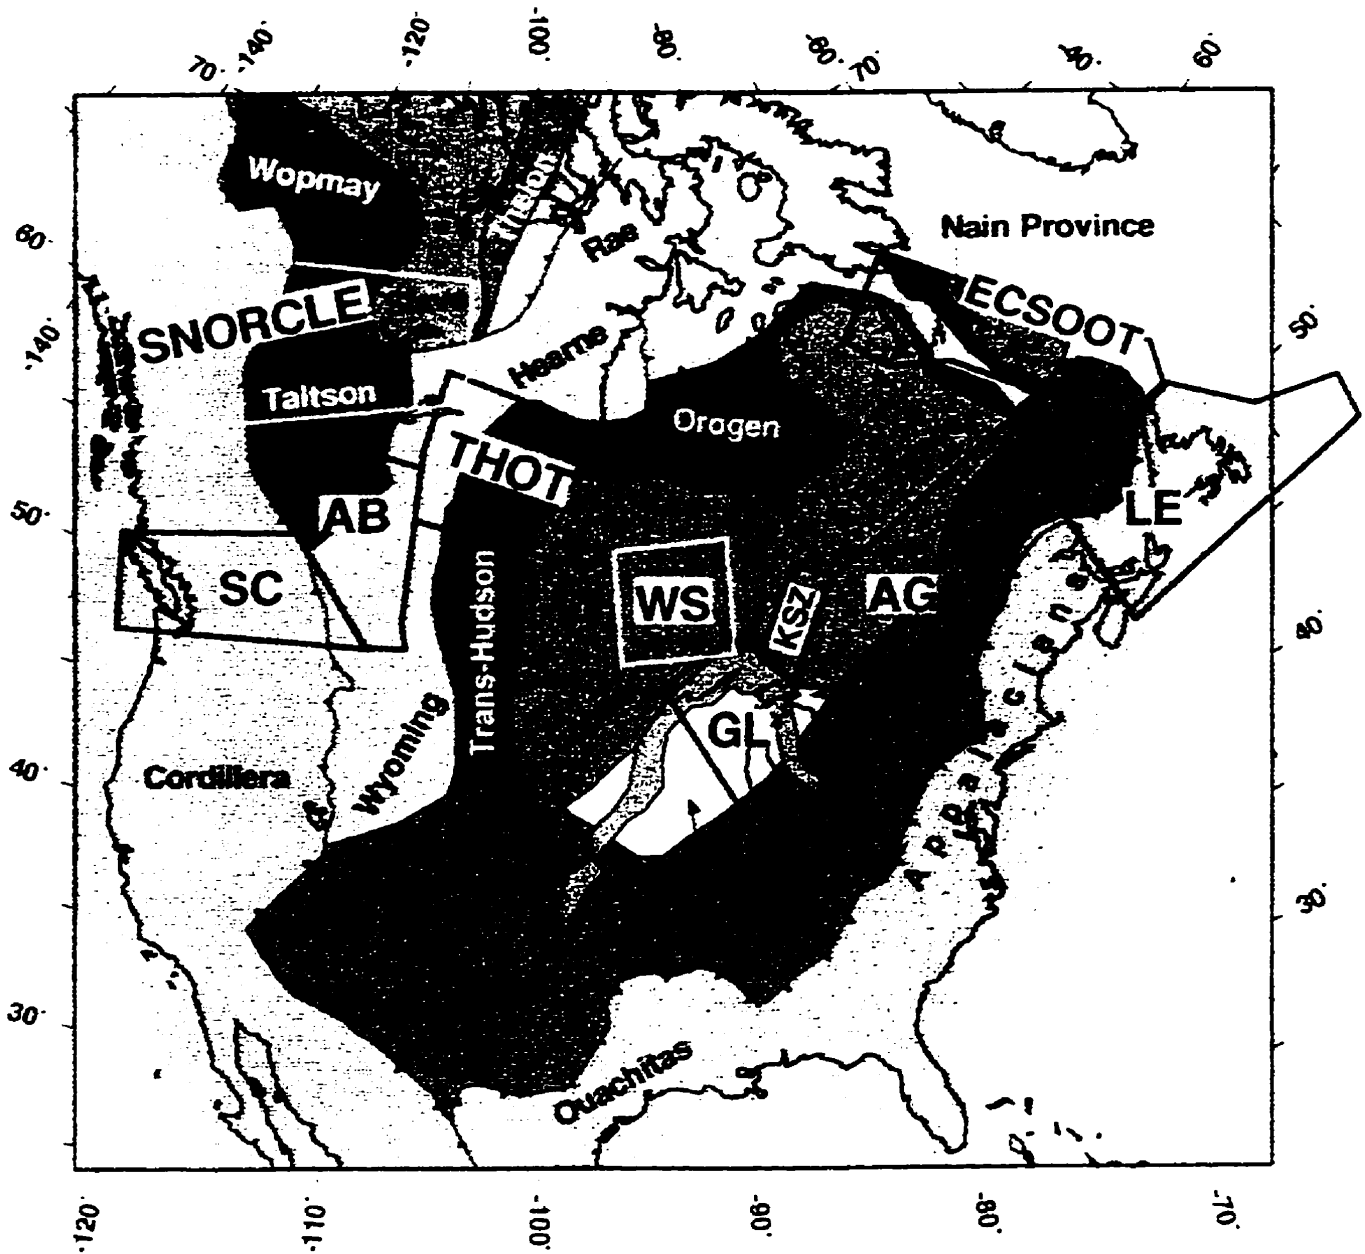 70·
-140·
-120·
-100·
-80·
-60·
70·
-40·
60·
Wopmay
Rae
Nain Province
60·
ECSOOT
SNORCLE
Hearne
-140·
50·
Taltson
Orogen
THOT
AB
LE
50·
SC
WS
KSZ
AG
Trans-Hudson
40·
GL
Wyoming
Cordillera
Appalachians
40·
30·
30·
Ouachitas
-120·
-110·
-100·
-90·
-80·
-70·